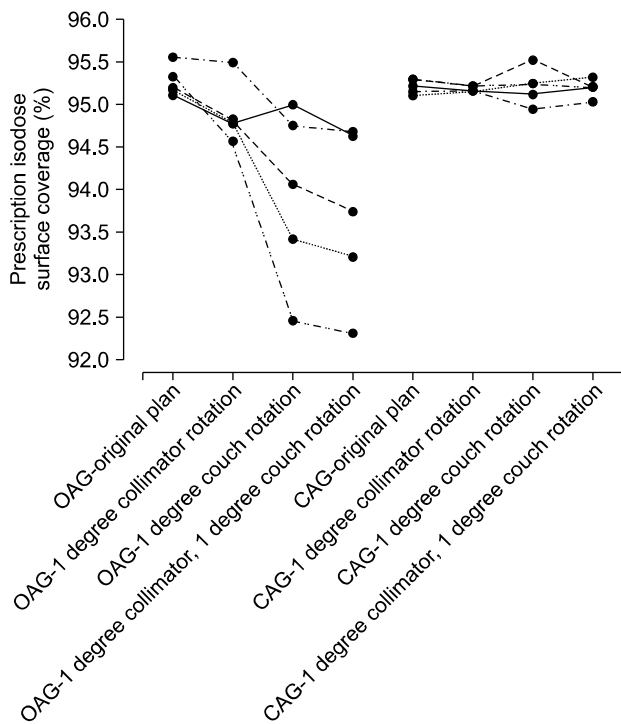 Prescription isodose
surface coverage (%)
96.0
95.5
95.0
94.5
94.0
93.5
93.0
92.5
92.0
OAG-original plan
OAG-1 degree collimator rotation
OAG-1 degree couch rotation
OAG-1 degree collimator, 1 degree couch rotation
CAG-original plan
CAG-1 degree collimator rotation
CAG-1 degree couch rotation
CAG-1 degree collimator, 1 degree couch rotation